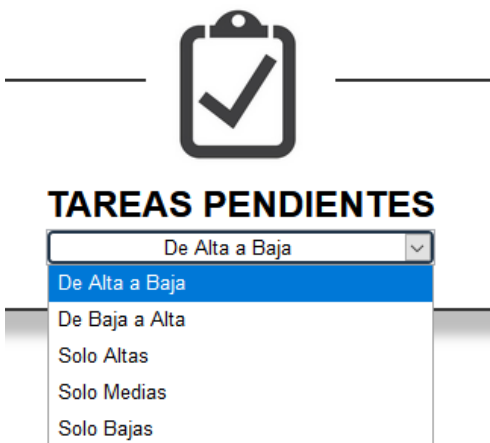 TAREAS PENDIENTES
De Alta a Baja
De Alta a Baja
De Baja a Alta
Solo Altas
Solo Medias
Solo Bajas